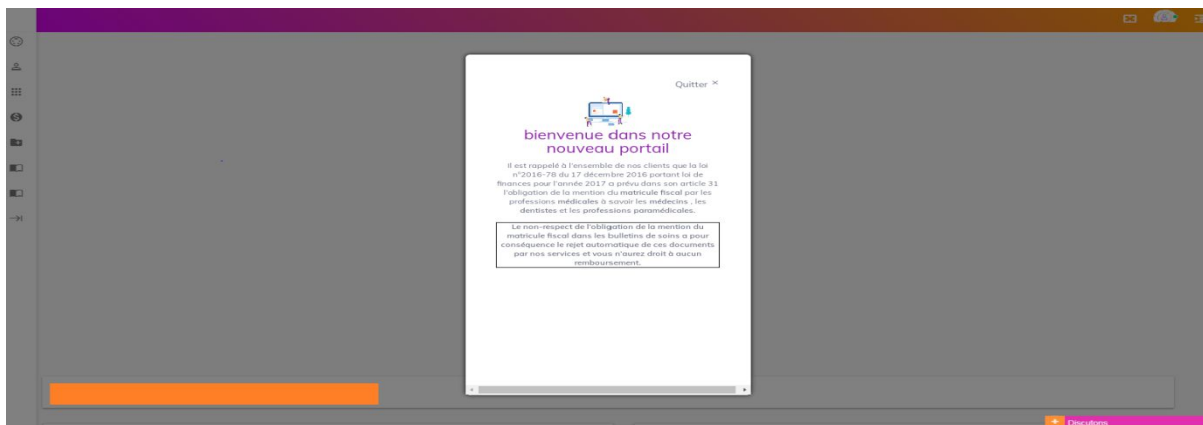 Quitter ×
bienvenue dans notre
nouveau portail
Il est rappelé à l'ensemble de nos clients que la loi
n°2016-78 du 17 décembre 2016 portant loi de
finances pour l'année 2017 a prévu dans son article 31
l'obligation de la mention du matricule fiscal par les
professions médicales à savoir les médecins , les
dentistes et les professions paramédicales.
Le non-respect de l'obligation de la mention du
matricule fiscal dans les bulletins de soins a pour
conséquence le rejet automatique de ces documents
par nos services et vous n'aurez droit à aucun
remboursement.
Discutons